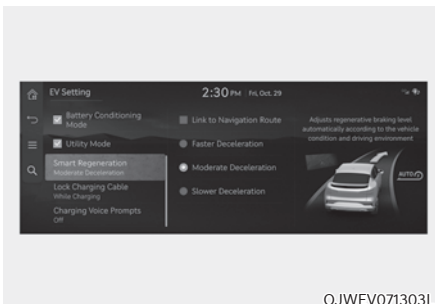 EV Setting
2:30 PM Fri, Oct. 29
Battery Conditioning
Mode
Utility Mode
Smart Regeneration
Moderate Deceleration
Lock Charging Cable
While Charging
Charging Voice Prompts
Off
Link to Navigation Route
Faster Deceleration
Moderate Deceleration
Slower Deceleration
Adjusts regenerative braking level
automatically according to the vehicle
condition and driving environment
AUTO
OJWEV071303L